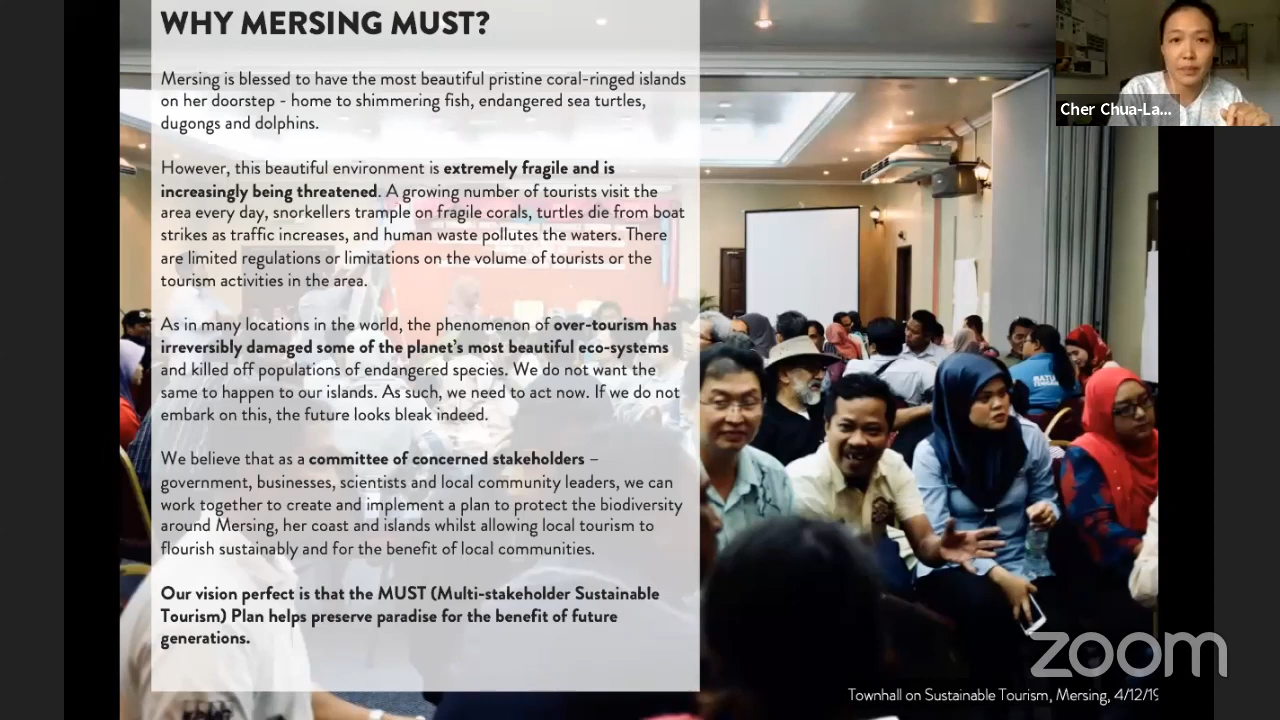 WHY MERSING MUST?
Mersing is blessed to have the most beautiful pristine coral-ringed islands
on her doorstep - home to shimmering fish, endangered sea turtles,
dugongs and dolphins.
However, this beautiful environment is extremely fragile and is
increasingly being threatened. A growing number of tourists visit the
area every day, snorkellers trample on fragile corals, turtles die from boat
strikes as traffic increases, and human waste pollutes the waters. There
are limited regulations or limitations on the volume of tourists or the
tourism activities in the area.
As in many locations in the world, the phenomenon of over-tourism has
irreversibly damaged some of the planet's most beautiful eco-systems
and killed off populations of endangered species. We do not want the
same to happen to our islands. As such, we need to act now. If we do not
embark on this, the future looks bleak indeed.
We believe that as a committee of concerned stakeholders –
government, businesses, scientists and local community leaders, we can
work together to create and implement a plan to protect the biodiversity
around Mersing, her coast and islands whilst allowing local tourism to
flourish sustainably and for the benefit of local communities.
Our vision perfect is that the MUST (Multi-stakeholder Sustainable
Tourism) Plan helps preserve paradise for the benefit of future
generations.
Cher Chua-La...
zoom
Townhall on Sustainable Tourism, Mersing, 4/12/19